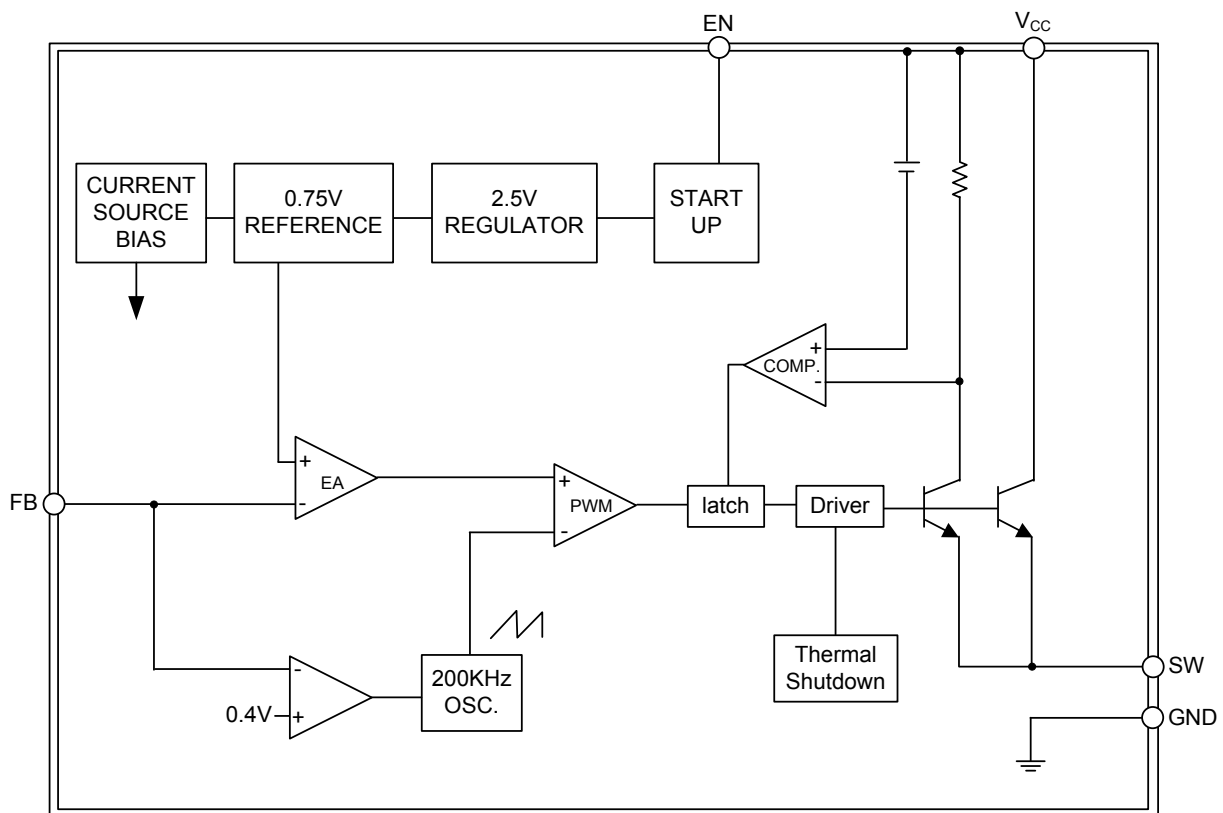 EN
V_CC
CURRENT
SOURCE
BIAS
0.75V
REFERENCE
2.5V
REGULATOR
START
UP
+
COMP.
-
+
EA
-
FB
+
PWM
-
latch
Driver
-
0.4V
+
200KHz
OSC.
Thermal
Shutdown
SW
GND